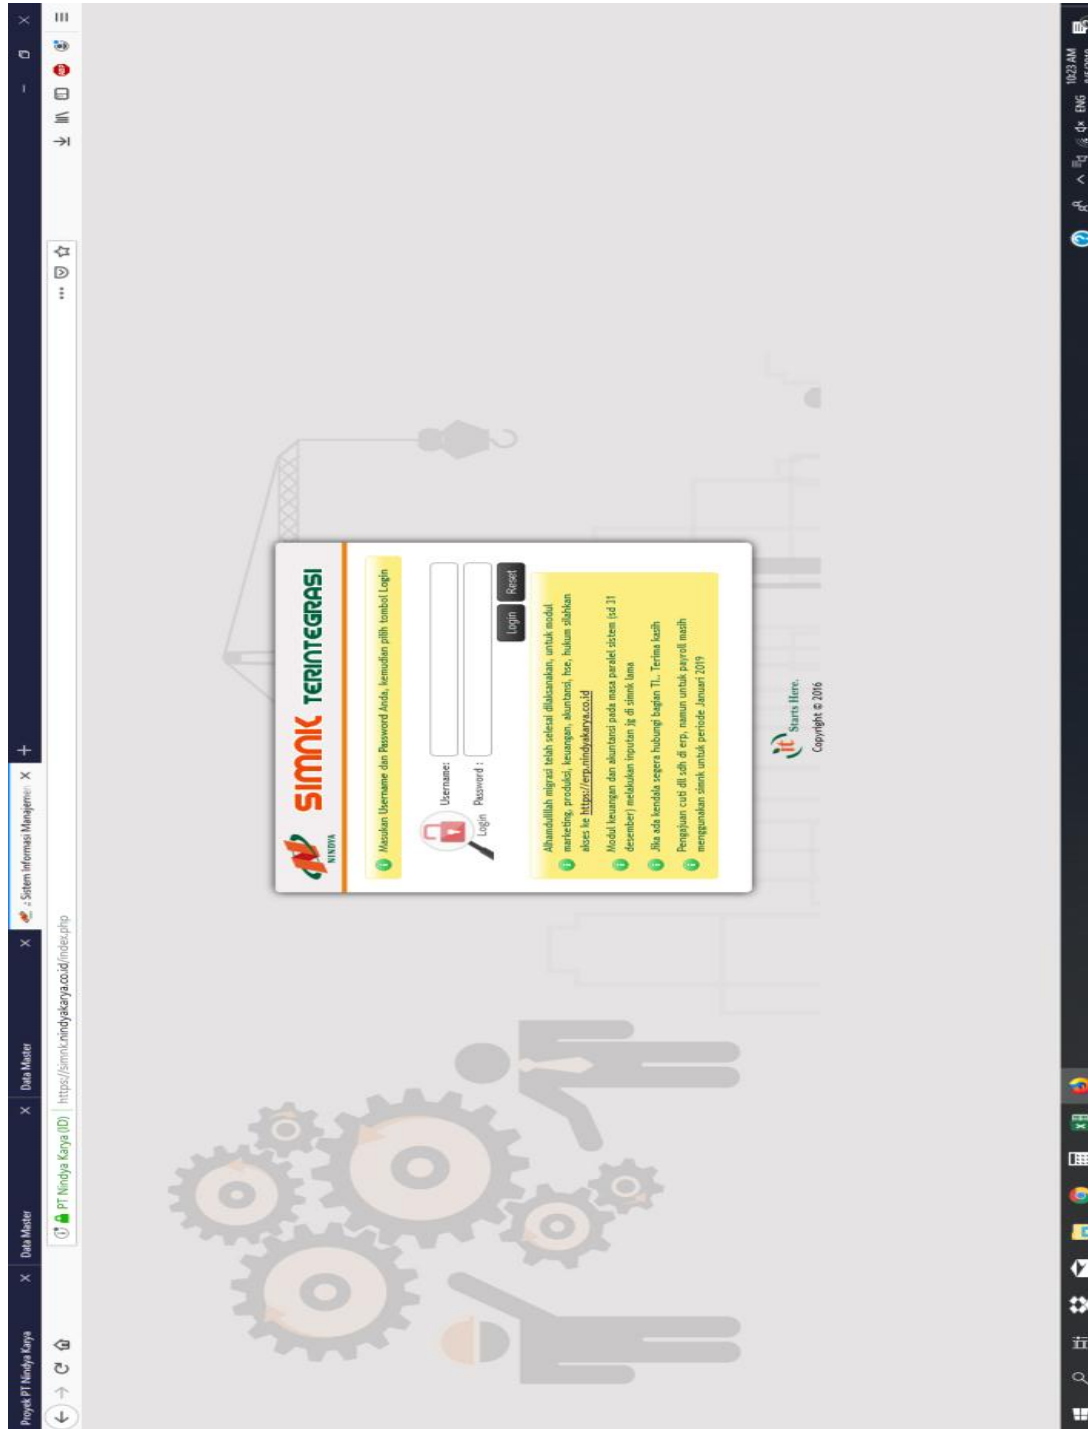 Proyek PT Nindya Karya
Data Master
Data Master
Sistem Informasi Manajemen
PT Nindya Karya (ID)
https://simnk.nindyakarya.co.id/index.php
NINDYA
SIMNK TERINTEGRASI
Masukan Username dan Password Anda, kemudian pilih tombol Login
Username:
Password :
Login
Login
Reset
Alhamdulillah migrasi telah selesai dilaksanakan, untuk modul
marketing, produksi, keuangan, akuntansi, hse, hukum silahkan
akses ke https://erp.nindyakarya.co.id
Modul keuangan dan akuntansi pada masa paralel sistem (sd 31
desember) melakukan inputan jg di simnk lama
Jika ada kendala segera hubungi bagian TI.. Terima kasih
Pengajuan cuti dll sdh di erp, namun untuk payroll masih
menggunakan simnk untuk periode Januari 2019
it Starts Here.
Copyright © 2016
ENG
10:23 AM